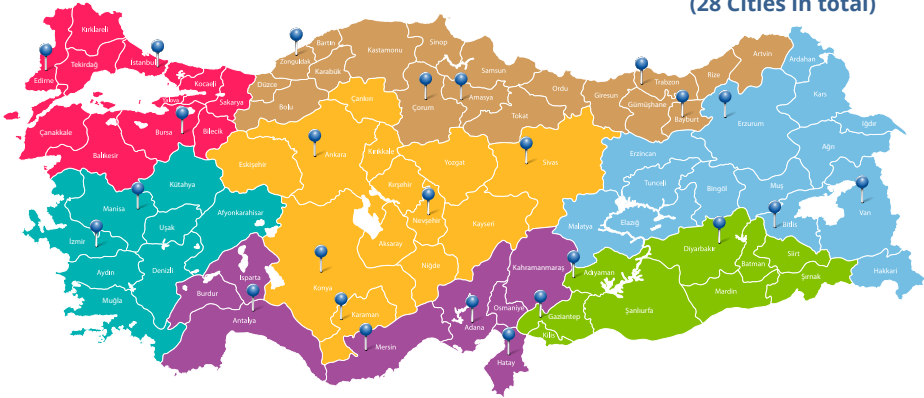 (28 Cities in total)
Kırklareli
Edirne
Tekirdağ
İstanbul
Kocaeli
Yalova
Sakarya
Çanakkale
Balıkesir
Bursa
Bilecik
Zonguldak
Bartın
Kastamonu
Sinop
Karabük
Düzce
Bolu
Çankırı
Çorum
Samsun
Amasya
Tokat
Ordu
Giresun
Trabzon
Gümüşhane
Rize
Artvin
Bayburt
Ardahan
Kars
Erzurum
Iğdır
Ağrı
Erzincan
Tunceli
Bingöl
Muş
Van
Bitlis
Elazığ
Malatya
Hakkari
Eskişehir
Ankara
Kırıkkale
Yozgat
Sivas
Kırşehir
Nevşehir
Kayseri
Aksaray
Niğde
Konya
Karaman
Kütahya
Manisa
Uşak
Afyonkarahisar
İzmir
Aydın
Denizli
Muğla
Isparta
Burdur
Antalya
Mersin
Adana
Osmaniye
Kahramanmaraş
Hatay
Adıyaman
Gaziantep
Kilis
Şanlıurfa
Diyarbakır
Mardin
Batman
Siirt
Şırnak